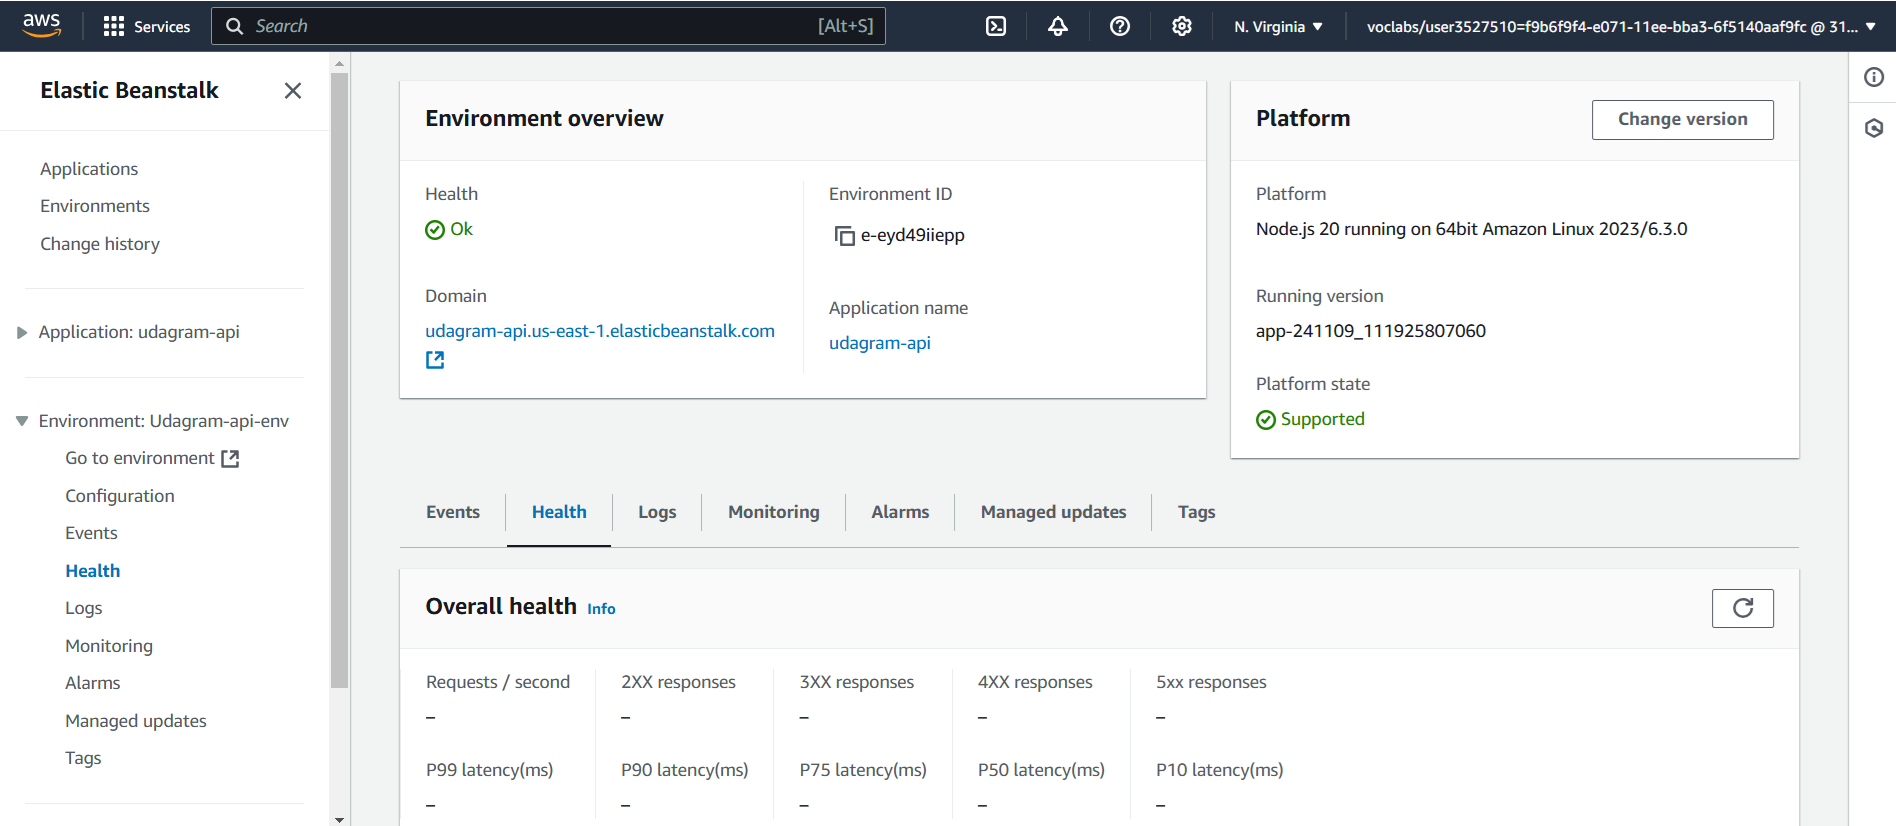 aws
Services
Search
[Alt+S]
N. Virginia
voclabs/user3527510=f9b6f9f4-e071-11ee-bba3-6f5140aaf9fc @ 31...
Elastic Beanstalk
Applications
Environments
Change history
Application: udagram-api
Environment: Udagram-api-env
Go to environment
Configuration
Events
Health
Logs
Monitoring
Alarms
Managed updates
Tags
Environment overview
Health
Ok
Domain
udagram-api.us-east-1.elasticbeanstalk.com
Environment ID
e-eyd49iiepp
Application name
udagram-api
Platform
Change version
Platform
Node.js 20 running on 64bit Amazon Linux 2023/6.3.0
Running version
app-241109_111925807060
Platform state
Supported
Events
Health
Logs
Monitoring
Alarms
Managed updates
Tags
Overall health Info
Requests / second
–
2XX responses
–
3XX responses
–
4XX responses
–
5xx responses
–
P99 latency(ms)
–
P90 latency(ms)
–
P75 latency(ms)
–
P50 latency(ms)
–
P10 latency(ms)
–